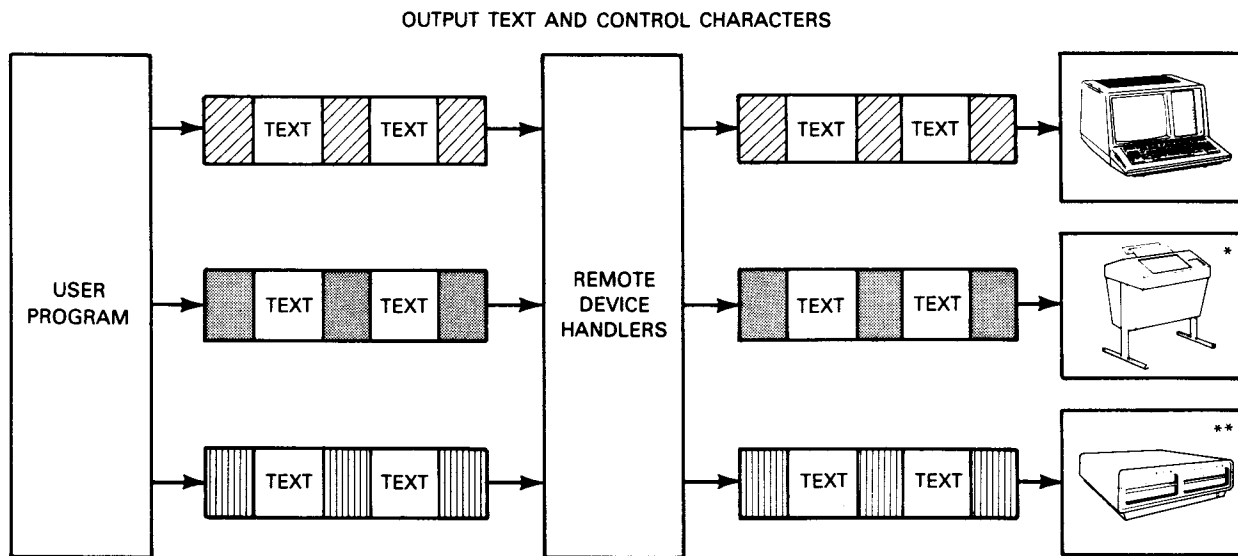 OUTPUT TEXT AND CONTROL CHARACTERS
TEXT TEXT TEXT TEXT
*
USER
PROGRAM
TEXT TEXT
REMOTE
DEVICE
HANDLERS
TEXT TEXT
**
TEXT TEXT TEXT TEXT